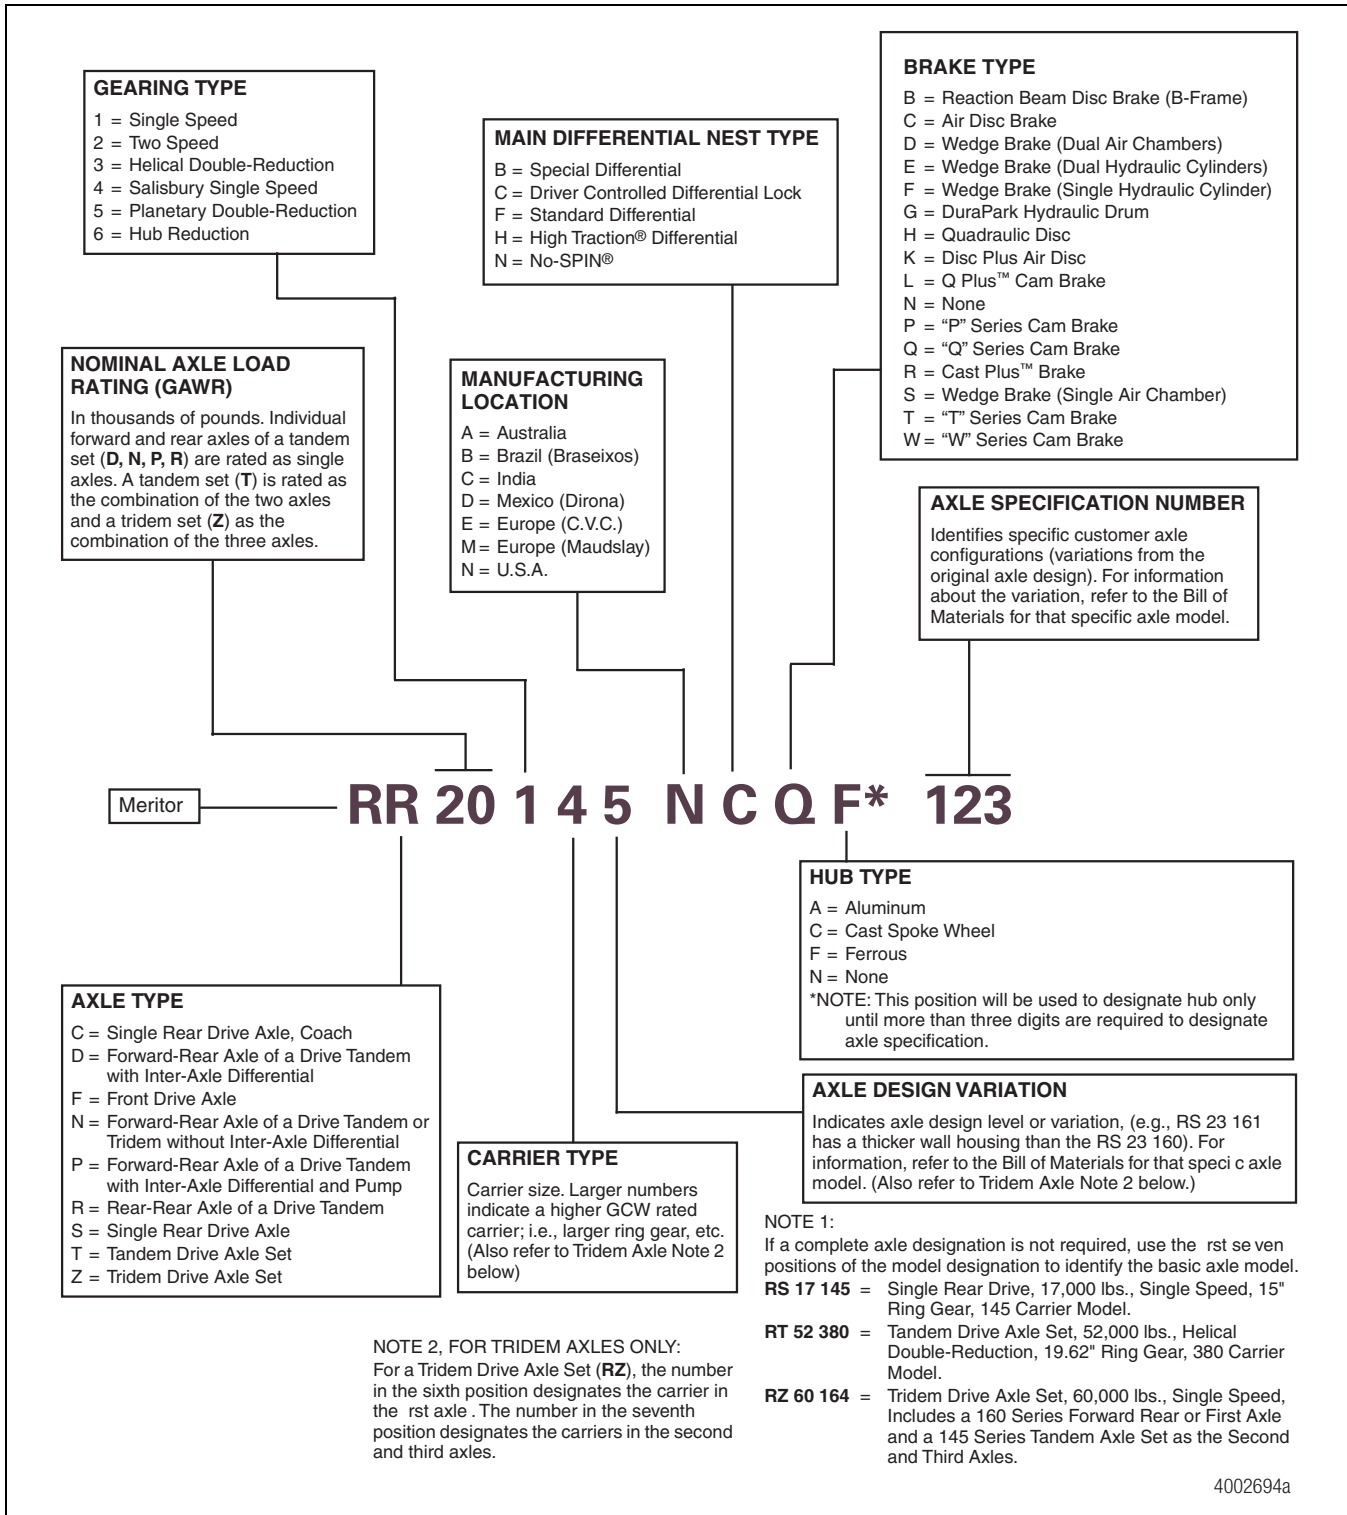 GEARING TYPE
1 = Single Speed
2 = Two Speed
3 = Helical Double-Reduction
4 = Salisbury Single Speed
5 = Planetary Double-Reduction
6 = Hub Reduction
MAIN DIFFERENTIAL NEST TYPE
B = Special Differential
C = Driver Controlled Differential Lock
F = Standard Differential
H = High Traction® Differential
N = No-SPIN®
BRAKE TYPE
B = Reaction Beam Disc Brake (B-Frame)
C = Air Disc Brake
D = Wedge Brake (Dual Air Chambers)
E = Wedge Brake (Dual Hydraulic Cylinders)
F = Wedge Brake (Single Hydraulic Cylinder)
G = DuraPark Hydraulic Drum
H = Quadraulic Disc
K = Disc Plus Air Disc
L = Q Plus™ Cam Brake
N = None
P = “P” Series Cam Brake
Q = “Q” Series Cam Brake
R = Cast Plus™ Brake
S = Wedge Brake (Single Air Chamber)
T = “T” Series Cam Brake
W = “W” Series Cam Brake
NOMINAL AXLE LOAD
RATING (GAWR)
In thousands of pounds. Individual
forward and rear axles of a tandem
set (D, N, P, R) are rated as single
axles. A tandem set (T) is rated as
the combination of the two axles
and a tridem set (Z) as the
combination of the three axles.
MANUFACTURING
LOCATION
A = Australia
B = Brazil (Braseixos)
C = India
D = Mexico (Dirona)
E = Europe (C.V.C.)
M = Europe (Maudslay)
N = U.S.A.
AXLE SPECIFICATION NUMBER
Identifies specific customer axle
configurations (variations from the
original axle design). For information
about the variation, refer to the Bill of
Materials for that specific axle model.
Meritor
RR 20 1 4 5 N C Q F* 123
HUB TYPE
A = Aluminum
C = Cast Spoke Wheel
F = Ferrous
N = None
*NOTE: This position will be used to designate hub only
until more than three digits are required to designate
axle specification.
AXLE TYPE
C = Single Rear Drive Axle, Coach
D = Forward-Rear Axle of a Drive Tandem
with Inter-Axle Differential
F = Front Drive Axle
N = Forward-Rear Axle of a Drive Tandem or
Tridem without Inter-Axle Differential
P = Forward-Rear Axle of a Drive Tandem
with Inter-Axle Differential and Pump
R = Rear-Rear Axle of a Drive Tandem
S = Single Rear Drive Axle
T = Tandem Drive Axle Set
Z = Tridem Drive Axle Set
CARRIER TYPE
Carrier size. Larger numbers
indicate a higher GCW rated
carrier; i.e., larger ring gear, etc.
(Also refer to Tridem Axle Note 2
below)
AXLE DESIGN VARIATION
Indicates axle design level or variation, (e.g., RS 23 161
has a thicker wall housing than the RS 23 160). For
information, refer to the Bill of Materials for that speci c axle
model. (Also refer to Tridem Axle Note 2 below.)
NOTE 1:
If a complete axle designation is not required, use the rst se ven
positions of the model designation to identify the basic axle model.
RS 17 145 = Single Rear Drive, 17,000 lbs., Single Speed, 15"
Ring Gear, 145 Carrier Model.
RT 52 380 = Tandem Drive Axle Set, 52,000 lbs., Helical
Double-Reduction, 19.62" Ring Gear, 380 Carrier
Model.
RZ 60 164 = Tridem Drive Axle Set, 60,000 lbs., Single Speed,
Includes a 160 Series Forward Rear or First Axle
and a 145 Series Tandem Axle Set as the Second
and Third Axles.
NOTE 2, FOR TRIDEM AXLES ONLY:
For a Tridem Drive Axle Set (RZ), the number
in the sixth position designates the carrier in
the rst axle . The number in the seventh
position designates the carriers in the second
and third axles.
4002694a